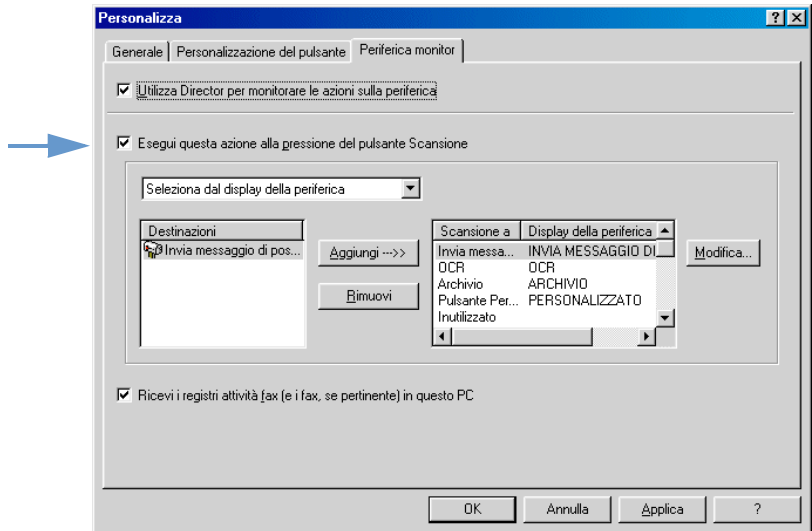 Personalizza
Generale Personalizzazione del pulsante Periferica monitor
Utilizza Director per monitorare le azioni sulla periferica
Esegui questa azione alla pressione del pulsante Scansione
Seleziona dal display della periferica
Destinazioni
Invia messaggio di pos...
Aggiungi --->>
Rimuovi
Scansione a Display della periferica
Invia messa... INVIA MESSAGGIO DI
OCR OCR
Archivio ARCHIVIO
Pulsante Per... PERSONALIZZATO
Inutilizzato
Modifica...
Ricevi i registri attività fax (e i fax, se pertinente) in questo PC
OK Annulla Applica ?